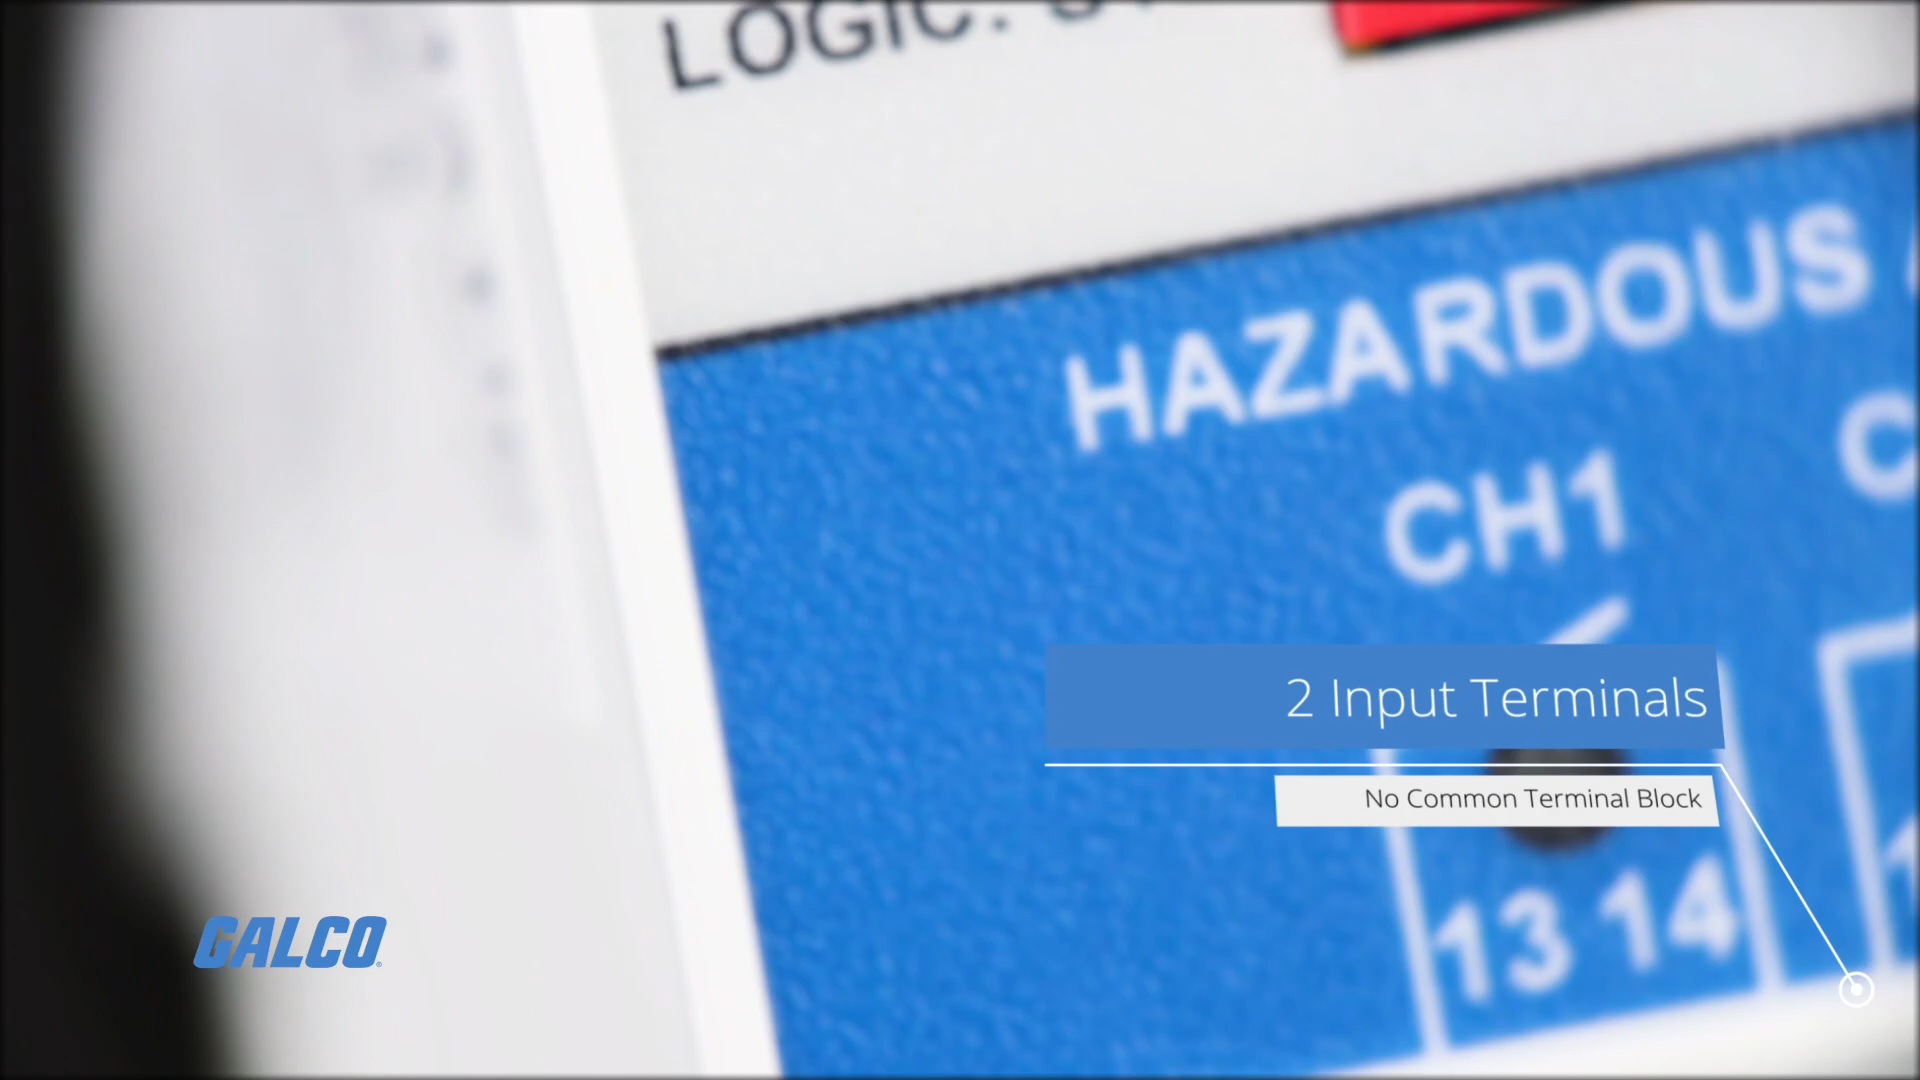 LOGIC:
HAZARDOUS
CH1
2 Input Terminals
No Common Terminal Block
13 14
GALCO